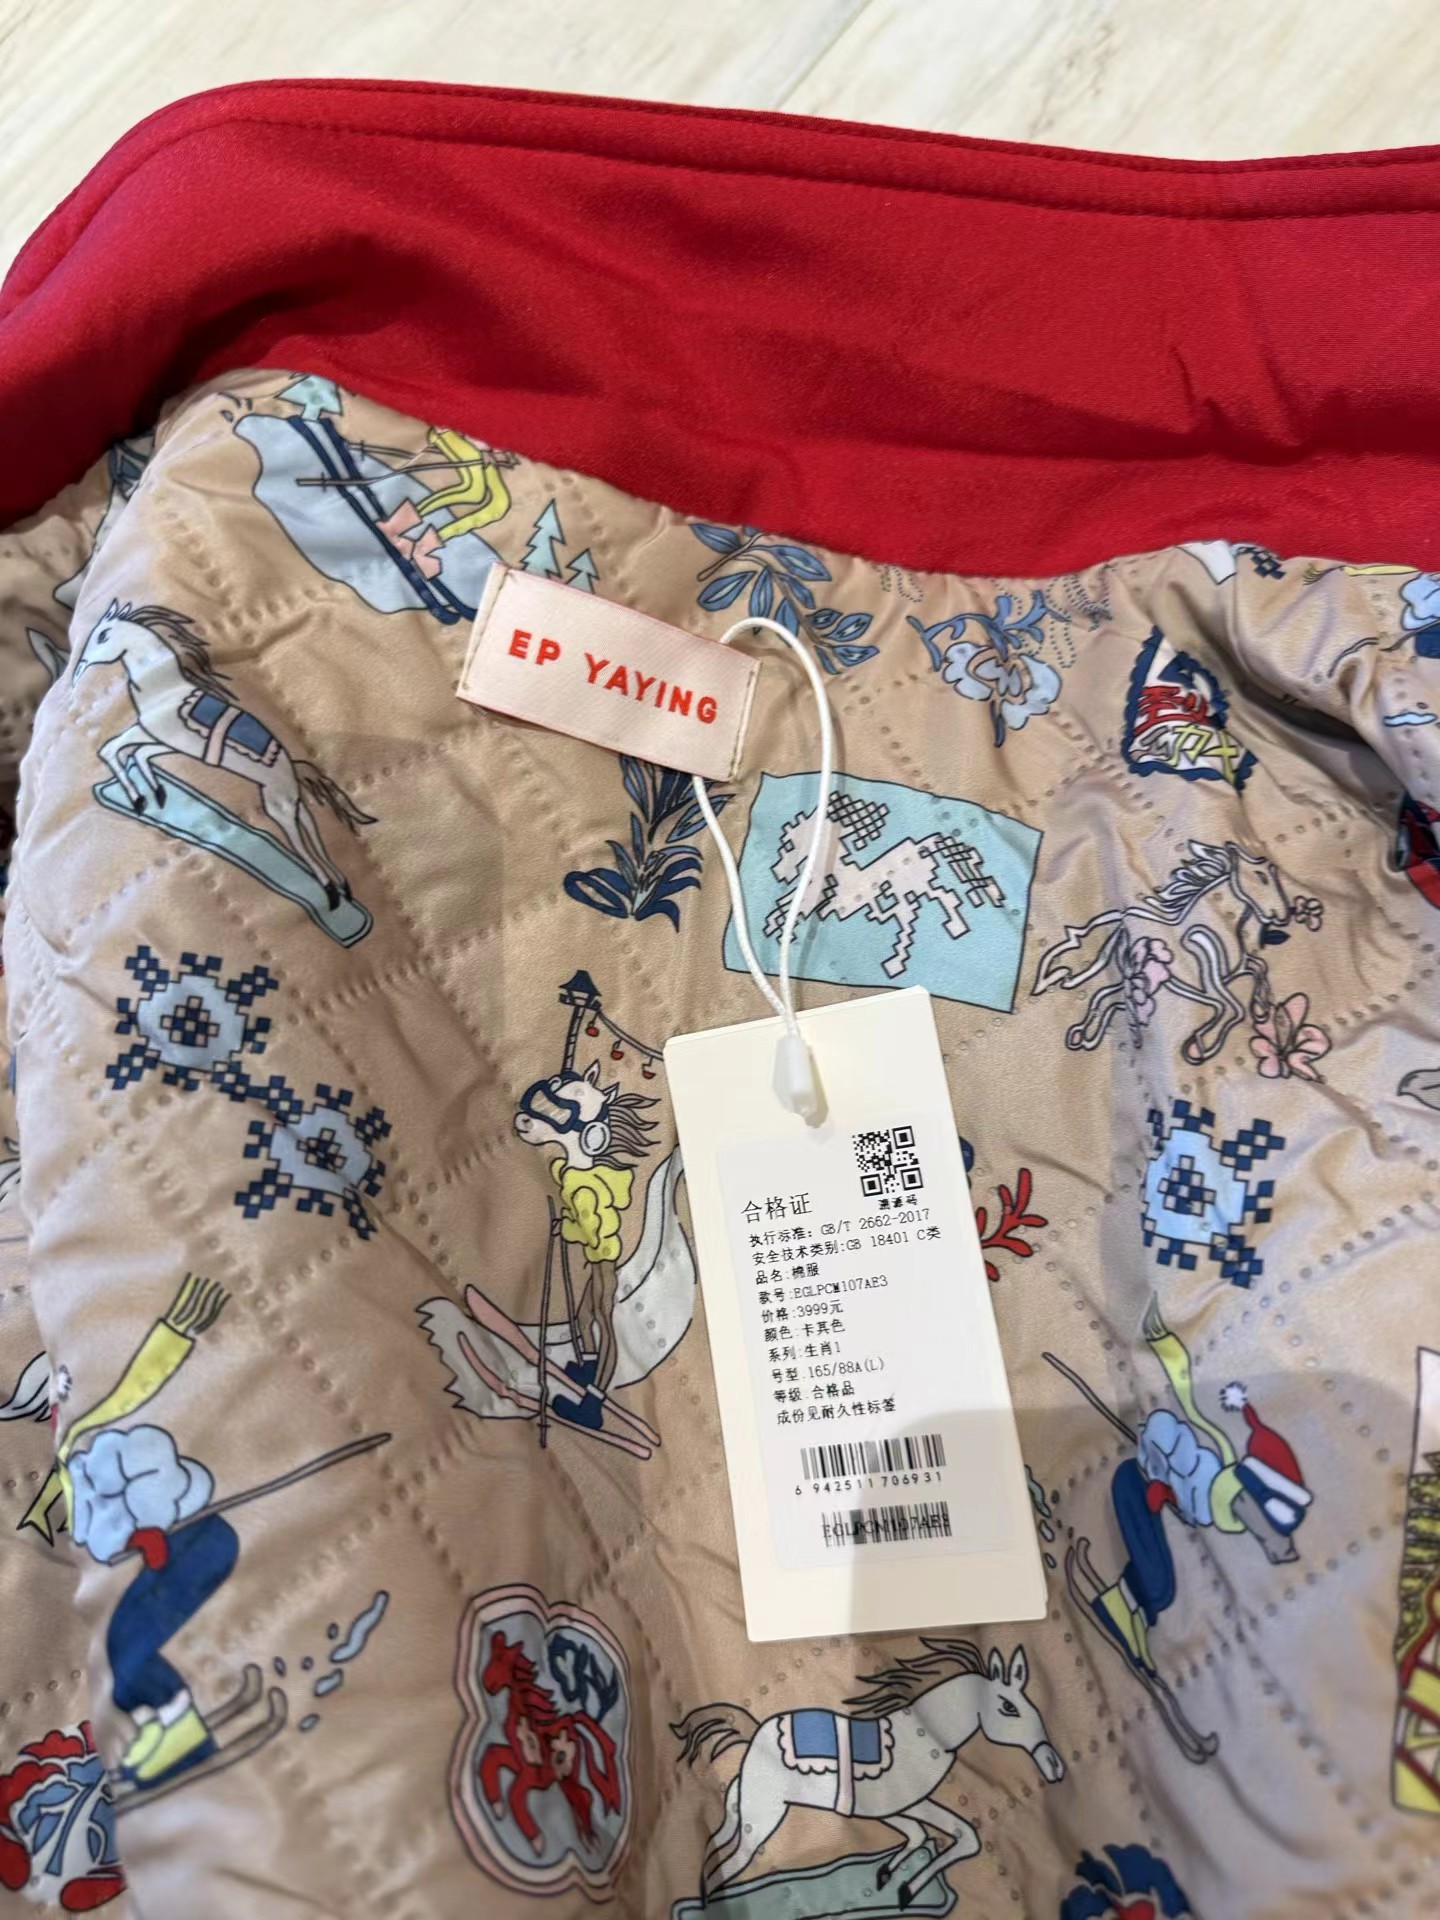 EP YAYING
合格证
溯源码
执行标准: GB/T 2662-2017
安全技术类别:GB 18401 C类
品名:棉服
款号:EGLPCM107AE3
价格:3999元
颜色:卡其色
系列:生肖1
号型:165/88A(L)
等级:合格品
成份见耐久性标签
6 942511 706931
EGLPCM107AE3